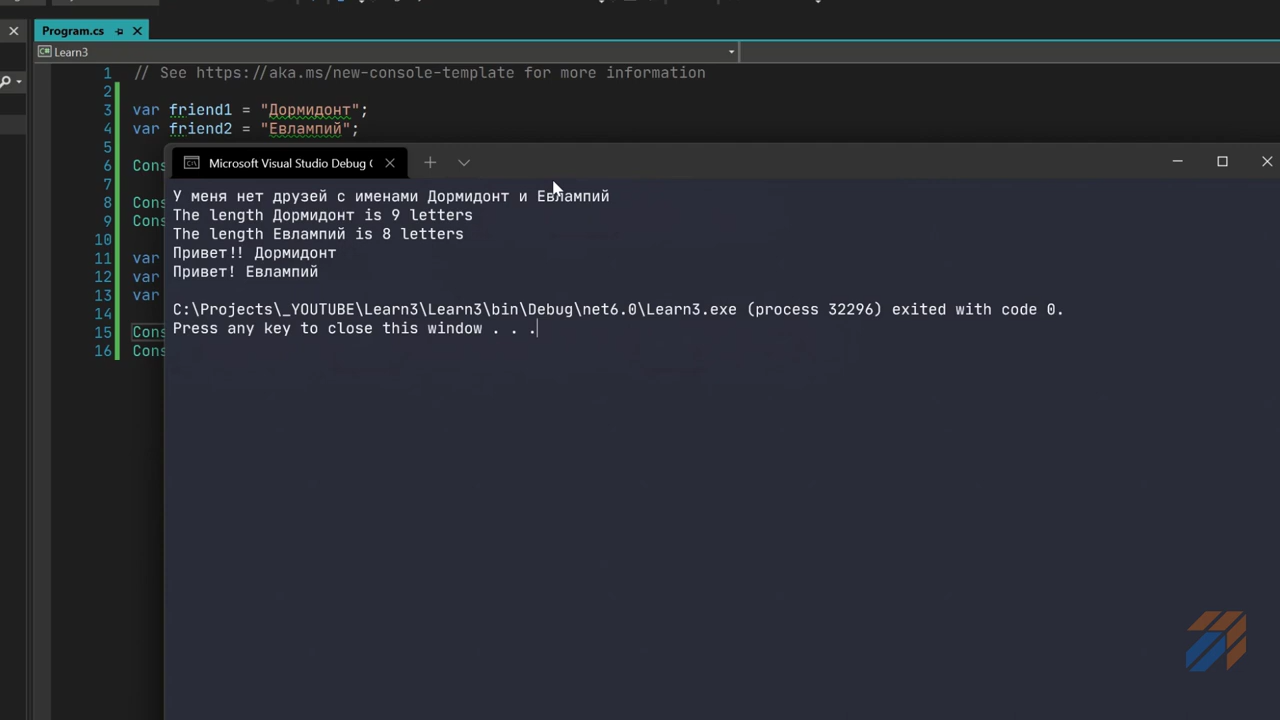 Program.cs
Learn3
1 // See https://aka.ms/new-console-template for more information
2
3 var friend1 = "Дормидонт";
4 var friend2 = "Евлампий";
5
6 Cons
7
8 Cons
9 Cons
10
11 var
12 var
13 var
14
15 Cons
16 Cons
Microsoft Visual Studio Debug
У меня нет друзей с именами Дормидонт и Евлампий
The length Дормидонт is 9 letters
The length Евлампий is 8 letters
Привет!! Дормидонт
Привет! Евлампий
C:\Projects\_YOUTUBE\Learn3\Learn3\bin\Debug\net6.0\Learn3.exe (process 32296) exited with code 0.
Press any key to close this window . . .